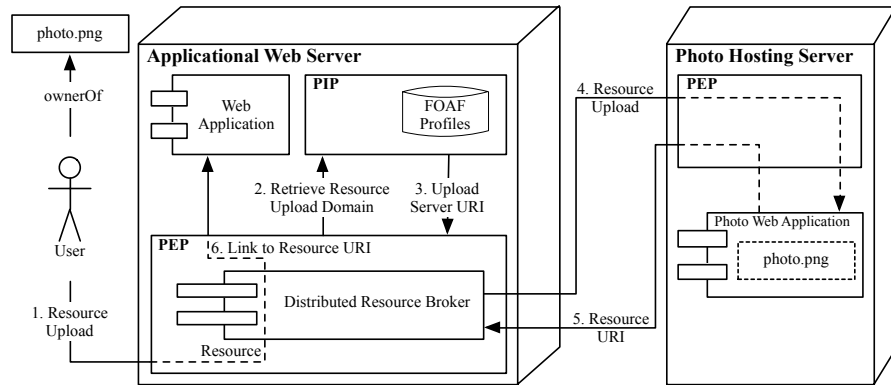 photo.png
ownerOf
User
1. Resource
Upload
Applicational Web Server
Web
Application
PIP
FOAF
Profiles
2. Retrieve Resource
Upload Domain
3. Upload
Server URI
PEP
6. Link to Resource URI
Distributed Resource Broker
Resource
4. Resource
Upload
5. Resource
URI
Photo Hosting Server
PEP
Photo Web Application
photo.png